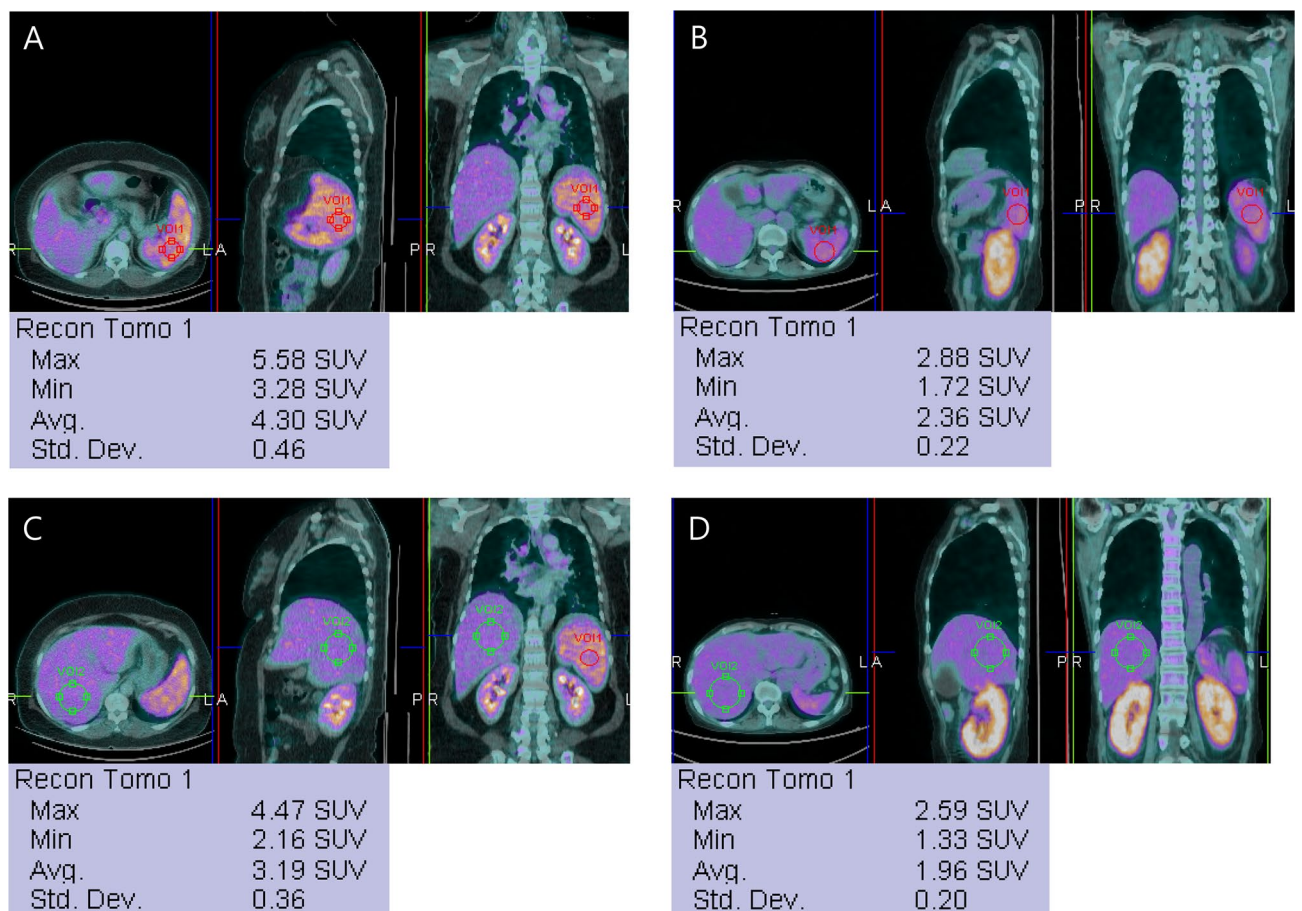 A
VOI1
VOI1
VOI1
R
L
A
P
R
L
Recon Tomo 1
Max 5.58 SUV
Min 3.28 SUV
Avg. 4.30 SUV
Std. Dev. 0.46
B
VOI1
VOI1
VOI1
R
L
A
P
R
L
Recon Tomo 1
Max 2.88 SUV
Min 1.72 SUV
Avg. 2.36 SUV
Std. Dev. 0.22
C
VOI2
VOI2
VOI2
VOI1
R
L
A
P
R
L
Recon Tomo 1
Max 4.47 SUV
Min 2.16 SUV
Avg. 3.19 SUV
Std. Dev. 0.36
D
VOI2
VOI2
VOI2
R
L
A
P
R
L
Recon Tomo 1
Max 2.59 SUV
Min 1.33 SUV
Avg. 1.96 SUV
Std. Dev. 0.20